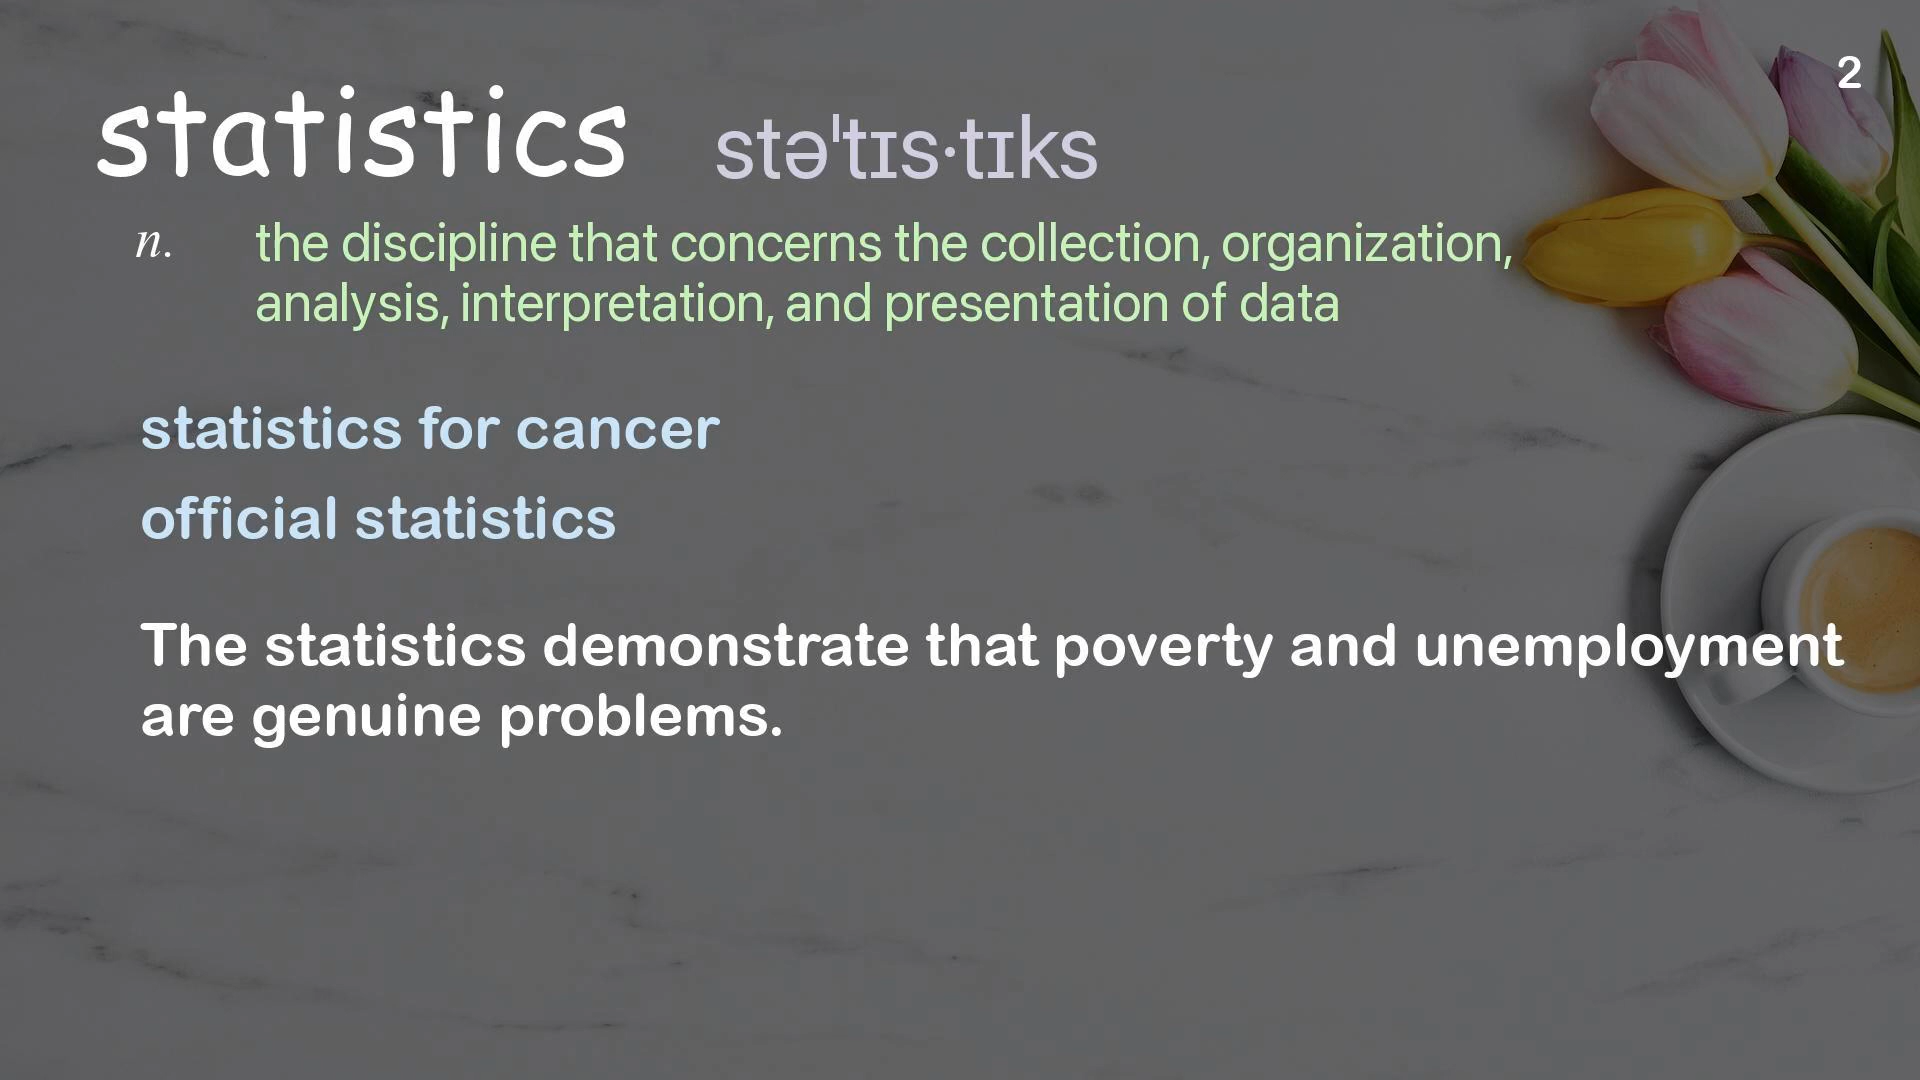 2
statistics stəˈtɪs·tɪks
n. the discipline that concerns the collection, organization,
analysis, interpretation, and presentation of data
statistics for cancer
official statistics
The statistics demonstrate that poverty and unemployment
are genuine problems.